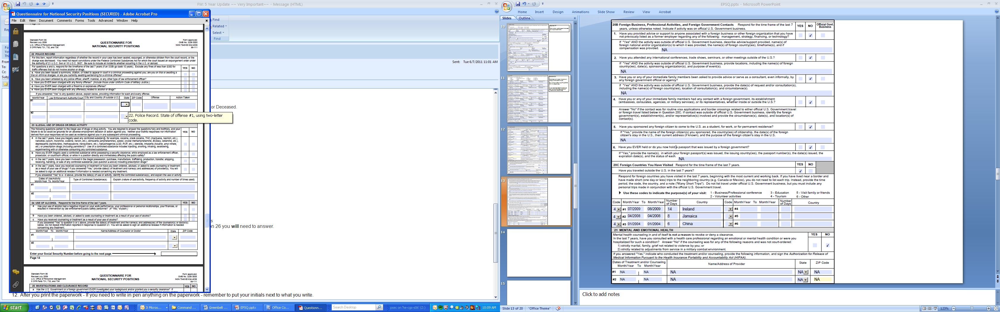 FW: 5 Year Update ~~ Very Important~~ - Message (HTML)
Questionnaire for National Security Positions (SECURED) - Adobe Acrobat Pro
File Edit View Document Comments Forms Tools Advanced Window Help
Find
Related
Select
Find
Sent: Tue 6/7/2011 11:01 AM
From
To:
Cc:
Subj
Standard Form 86
Revised July 2008
U.S. Office of Personnel Management
5 CFR Parts 731, 732, and 736
QUESTIONNAIRE FOR
NATIONAL SECURITY POSITIONS
Form approved:
OMB No. 3206 0005
NSN 7540-00 634-4036
86-111
22 POLICE RECORD
For this item, report information regardless of whether the record in your case has been sealed, expunged, or otherwise stricken from the court record, or the
charge was dismissed. You need not report convictions under the Federal Controlled Substances Act for which the court issued an expungement order under
the authority of 21 U.S.C. 844 or 18 U.S.C. 3607. Be sure to include all incidents whether occurring in the U.S. or abroad.
For questions a and b, respond for the timeframe of the last 7 years (if an SSBI go back 10 years). Exclude any fines of less than $300 for
traffic offenses that do not involve alcohol or drugs.
YES NO
a. Have you been issued a summons, citation, or ticket to appear in court in a criminal proceeding against you; are you on trial or awaiting a
trial on criminal charges; or are you currently awaiting sentencing for a criminal offense?
b. Have you been arrested by any police officer, sheriff, marshal, or any other type of law enforcement officer?
c Have you EVER been charged with any felony offense? (Include those under Uniform Code of Military Justice.)
d Have you EVER been charged with a firearms or explosives offense?
e Have you EVER been charged with any offense(s) related to alcohol or drugs?
If you answered "Yes" to any question above, explain below, providing information for each and every offense.
Month/Year Law Enforcement Authority/Court City and Country (if outside U.S.) State ZIP Code Offense Action Taken
#1
#2
22. Police Record. State of offense #1, using two-letter
code.
23 ILLEGAL USE OF DRUGS OR DRUG ACTIVITY
The following questions pertain to the illegal use of drugs or drug activity. You are required to answer the questions fully and truthfully, and your
failure to do so could be grounds for an adverse employment decision or action against you. Neither your truthful responses nor information
derived from your responses will be used as evidence against you in any subsequent criminal proceeding.
YES NO
a In the last 7 years, have you illegally used any controlled substance, for example, cocaine, crack cocaine, THC (marijuana, hashish, etc.),
narcotics (opium, morphine, codeine, heroin, etc.), stimulants (amphetamines, speed, crystal methamphetamine, Ecstacy, ketamine, etc.),
depressants (barbiturates, methaqualone, tranquilizers, etc.), hallucinogenics (LSD, PCP, etc.), steroids, inhalants (toluene, amyl nitrate,
etc.) or prescription drugs (including painkillers)? Use of a controlled substance includes injecting, snorting, inhaling, swallowing,
experimenting with or otherwise consuming any controlled substance.
b Have you EVER illegally used a controlled substance while possessing a security clearance; while employed as a law enforcement officer,
prosecutor, or courtroom official; or while in a position directly and immediately affecting the public safety?
c In the last 7 years, have you been involved in the illegal possession, purchase, manufacture, trafficking, production, transfer, shipping,
receiving, handling, or sale of any controlled substance (see question a above) including prescription drugs?
d In the last 7 years, have you received counseling or treatment or have you been ordered, advised, or asked to seek counseling or treatment
as a result of your use of drugs? If you answered "Yes," provide date(s) of treatment and name(s) and address(es) of provider(s). You will
be asked to sign an additional release if information is needed concerning any treatment.
If you answered "Yes" to a - d above, provide the date(s) of use or activity, identify the controlled substance(s), and explain the use or activity.
Dates of Use/Activity
Month/Year To Month/Year
Type of Controlled Substance(s)
Explain (nature of use/activity, frequency of activity and number of times used)
#1
#2
24 USE OF ALCOHOL Respond for the time frame of the last 7 years. YES NO
a Has your use of alcohol had a negative impact on your work performance, your professional or personal relationships, your finances, or
resulted in intervention by law enforcement/public safety personnel? (If "Yes," explain.)
b Have you been ordered, advised, or asked to seek counseling or treatment as a result of your use of alcohol?
c Have you received counseling or treatment as a result of your use of alcohol?
If you answered "Yes" to question b or c above, provide the date(s) of treatment and the name(s) and address(es) of the counselor(s) or doctor(s)
below. Do not repeat information reported in response to Question 21. You will be asked to sign an additional release if information is needed
concerning any treatment.
Month/Year To Month/Year Name/Address of Counselor or Doctor State ZIP Code
#1
#2
Enter your Social Security Number before going to the next page
Page 14
Standard Form 86
Revised July 2008
U.S. Office of Personnel Management
5 CFR Parts 731, 732, and 736
QUESTIONNAIRE FOR
NATIONAL SECURITY POSITIONS
Form approved:
OMB No. 3206 0005
NSN 7540-00 634-4036
86-111
25 INVESTIGATIONS AND CLEARANCE RECORD YES NO
a Has the U.S. Government or a foreign government EVER investigated your background and/or granted you a security clearance? If
or Deceased.
s
n 26 you will need to answer.
12. After you print the paperwork - If you need to write in pen anything on the paperwork - remember to put your initials next to what you write.
EPSQ.pptx - Microsoft PowerPoint
Home Insert Design Animations Slide Show Review View Acrobat
Slides Outline
10
11
12
13
14
15
20B Foreign Business, Professional Activities, and Foreign Government Contacts Respond for the time frame of the last 7
years, unless otherwise noted. Indicate if activity was on official U.S. Government business.
YES NO Official Govt. Business
1. Have you provided advice or support to anyone associated with a foreign business or other foreign organization that you have
not previously listed as a former employer regarding any of the following: management, strategy, financing, or technology?
If "Yes" AND the activity was outside of official U.S. Government business, describe advice/support provided, name(s) of
foreign national and/or organization(s) to which it was provided, the name(s) of foreign country(ies), timeframe(s), and if
compensation was provided. NA
2. Have you attended any international conferences, trade shows, seminars, or other meetings outside of the U.S.?
If "Yes" AND the activity was outside of official U.S. Government business, provide locations, including the name(s) of foreign
country(ies), date(s), sponsoring organization(s), and purpose of event(s).
NA
3. Have you or any of your immediate family members been asked to provide advice or serve as a consultant, even informally, by
any foreign government official or agency?
If "Yes" AND the activity was outside of official U.S. Government business, provide the date(s) of request and/or consultation(s),
including the name(s) of foreign country(ies), location of consultation(s), and circumstance(s).
NA
4. Have you or any of your immediate family members had any contact with a foreign government, its establishment
(embassies, consulates, agencies, or military services), or its representatives, whether inside or outside the U.S.?
Answer "No" if the contact was for routine visa applications and border crossings related to either official U.S. Government travel
or foreign travel listed below in Question 20C. If contact was outside of official U.S. Government business, identify the foreign
government(s), establishment(s), and/or representative(s) involved and provide the circumstance(s), date(s), and location(s) of
contact(s).
5. Have you sponsored any foreign citizen to come to the U.S. as a student, for work, or for permanent residence?
If "Yes," provide the name of the foreign citizen(s) you sponsored, the country(ies) of citizenship, the date(s) of the foreign
citizen's stay in the U.S., their current address (if known), and the purpose of the foreign citizen's stay in the U.S.
NA
6. Have you EVER held or do you now hold a passport that was issued by a foreign government?
If "Yes," provide the name(s), in which your foreign passport(s) was issued, the issuing country(ies), the passport number(s), the date(s) issued, the
expiration date(s), and the status of each. NA
20C Foreign Countries You Have Visited Respond for the time frame of the last 7 years. YES NO
Have you traveled outside the U.S. in the last 7 years?
Respond for foreign countries you have visited in the last 7 years, beginning with the most current and working back. If you have lived near a border and
have made short (one day or less) trips to the neighboring country (e.g. Canada or Mexico), you do not need to list each trip. Instead, provide the time
period, the code, the country, and a note ("Many Short Trips"). Do not list travel under official U.S. Government business, but you must include any
personal trips made in conjunction with the official U.S. Government travel.
Use these codes to indicate the purpose(s) of your visit: 1 - Business/Professional conference 3 - Education 5 - Visit family or friends
2 - Volunteer activities 4 - Tourism 6 - Other
Code Month/Year To Month/Year Number of Days Country Code Month/Year To Month/Year Number of Days Country
4 #1 07/2009 08/2009 14 Ireland #4
4 #2 04/2008 04/2008 8 Jamaica #5
4 #3 01/2004 01/2004 6 China #6
21 MENTAL AND EMOTIONAL HEALTH
Mental health counseling in and of itself is not a reason to revoke or deny a clearance. YES NO
In the last 7 years, have you consulted with a health care professional regarding an emotional or mental health condition or were you
hospitalized for such a condition? Answer "No" if the counseling was for any of the following reasons and was not court-ordered:
1) strictly marital, family, grief not related to violence by you; or
2) strictly related to adjustments from service in a military combat environment.
If you answered "Yes," indicate who conducted the treatment and/or counseling, provide the following information, and sign the Authorization for Release of
Medical Information Pursuant to the Health Insurance Portability and Accountability Act (HIPAA).
Dates of Treatment and/or Counseling
Month/Year To Month/Year
Name/Address of Provider State ZIP Code
#1 NA NA NA NA NA
#2 NA NA NA NA NA
Click to add notes
Slide 13 of 20 "Office Theme" 123%
start 3 Micros... Command ... Greenbelt ... EPSQ.pptx Office Co... Questionn... Search Desktop psec on 'he-cgs-s06' (Z:) 10:09 AM